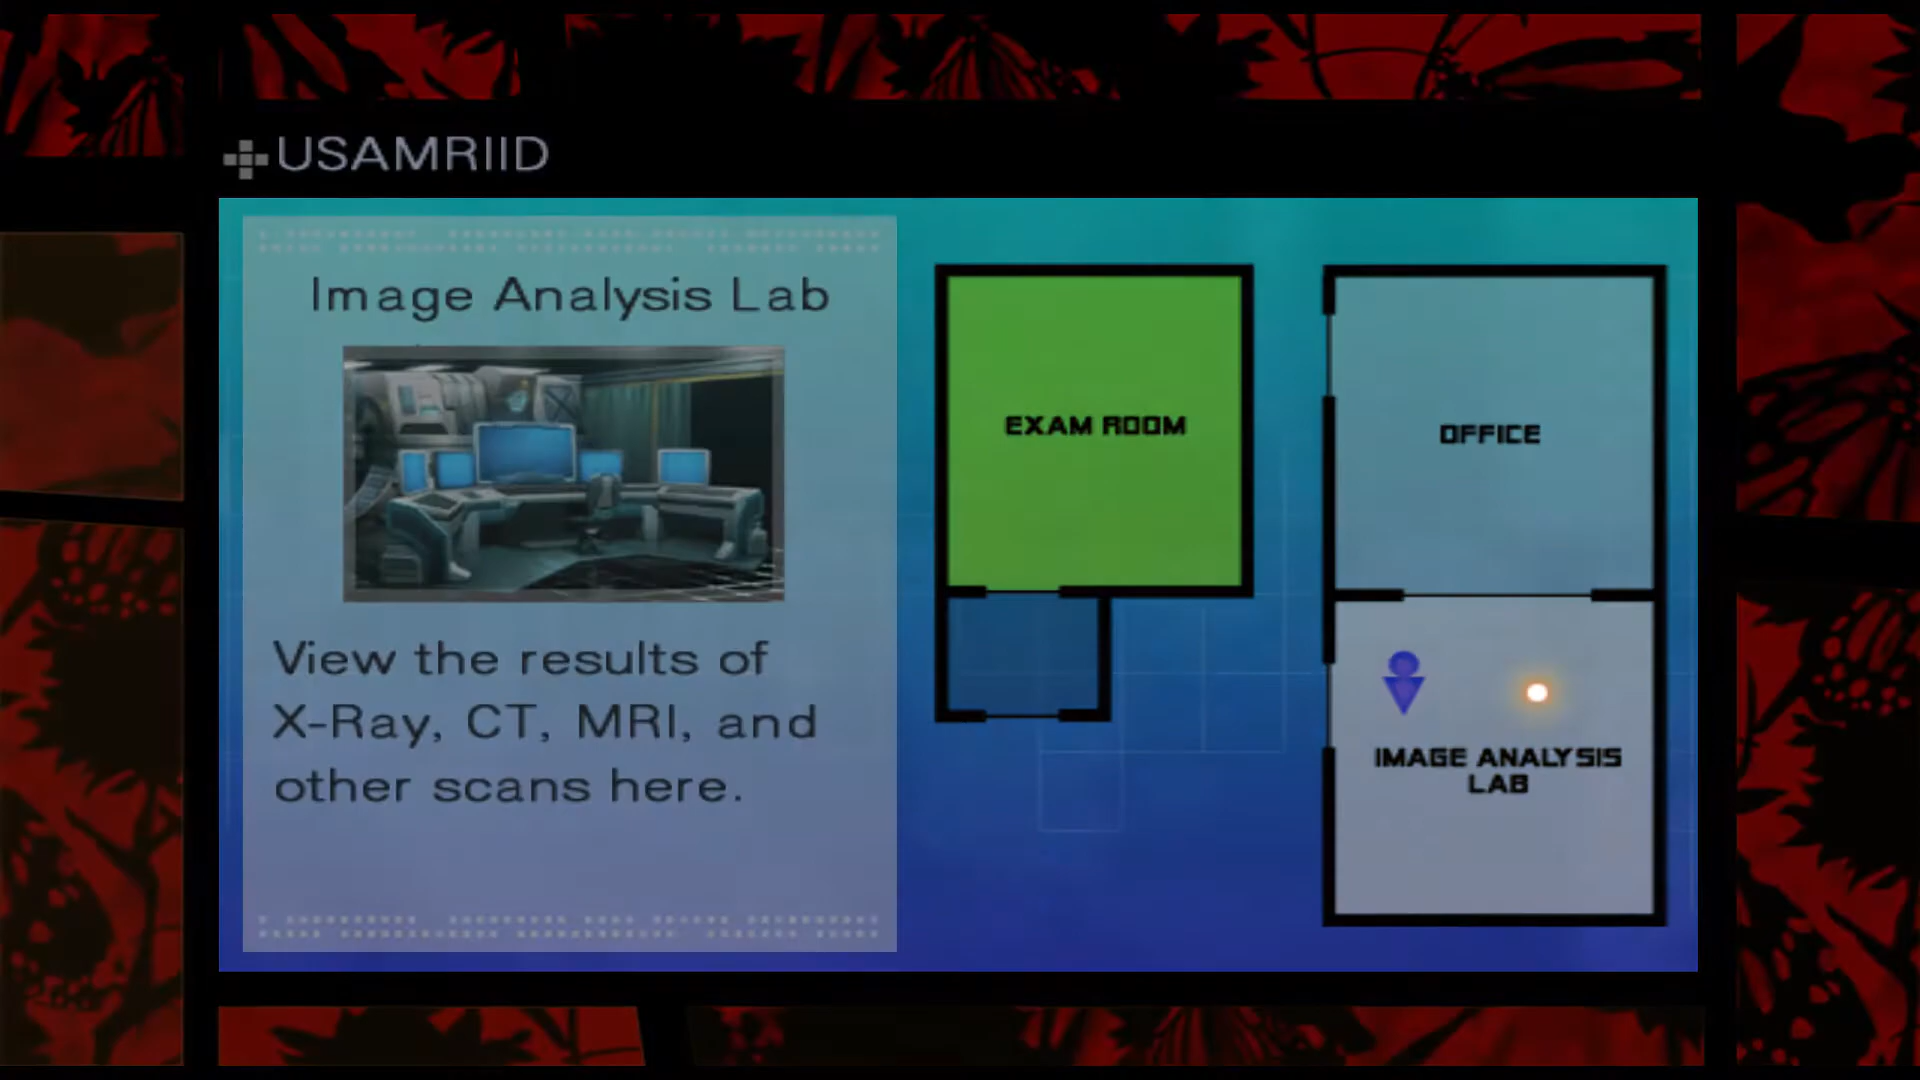 USAMRIID
Image Analysis Lab
View the results of
X-Ray, CT, MRI, and
other scans here.
EXAM ROOM
OFFICE
IMAGE ANALYSIS
LAB